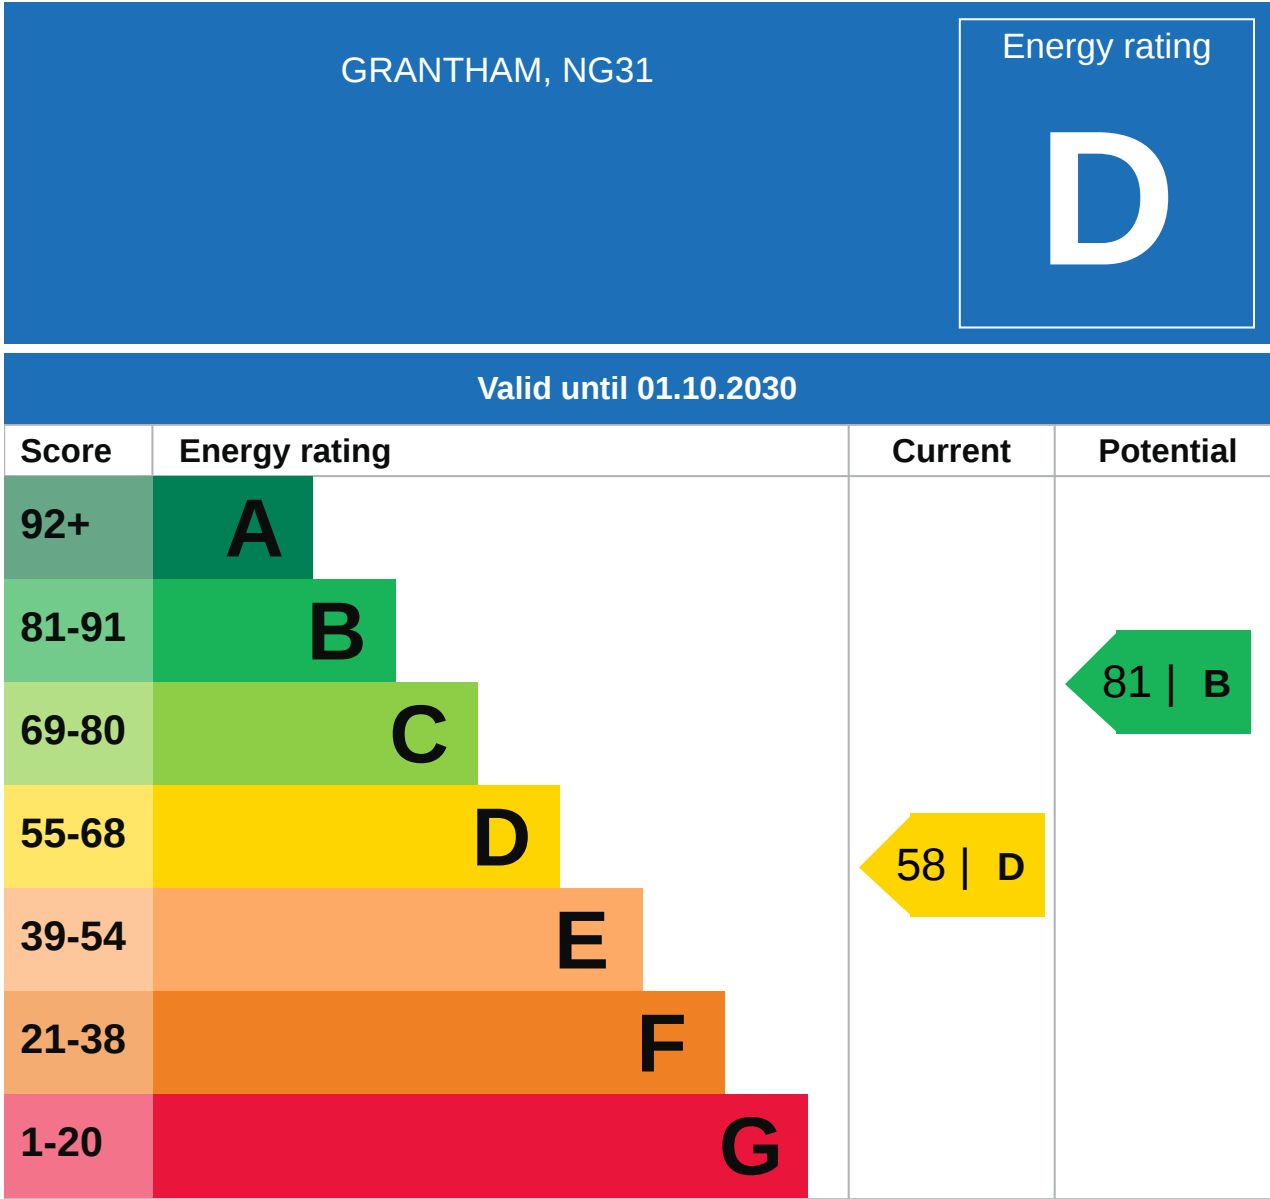 GRANTHAM, NG31
Energy rating
D
Valid until 01.10.2030
Score Energy rating Current Potential
92+ A
81-91 B
81 | B
69-80 C
55-68 D
58 | D
39-54 E
21-38 F
1-20 G